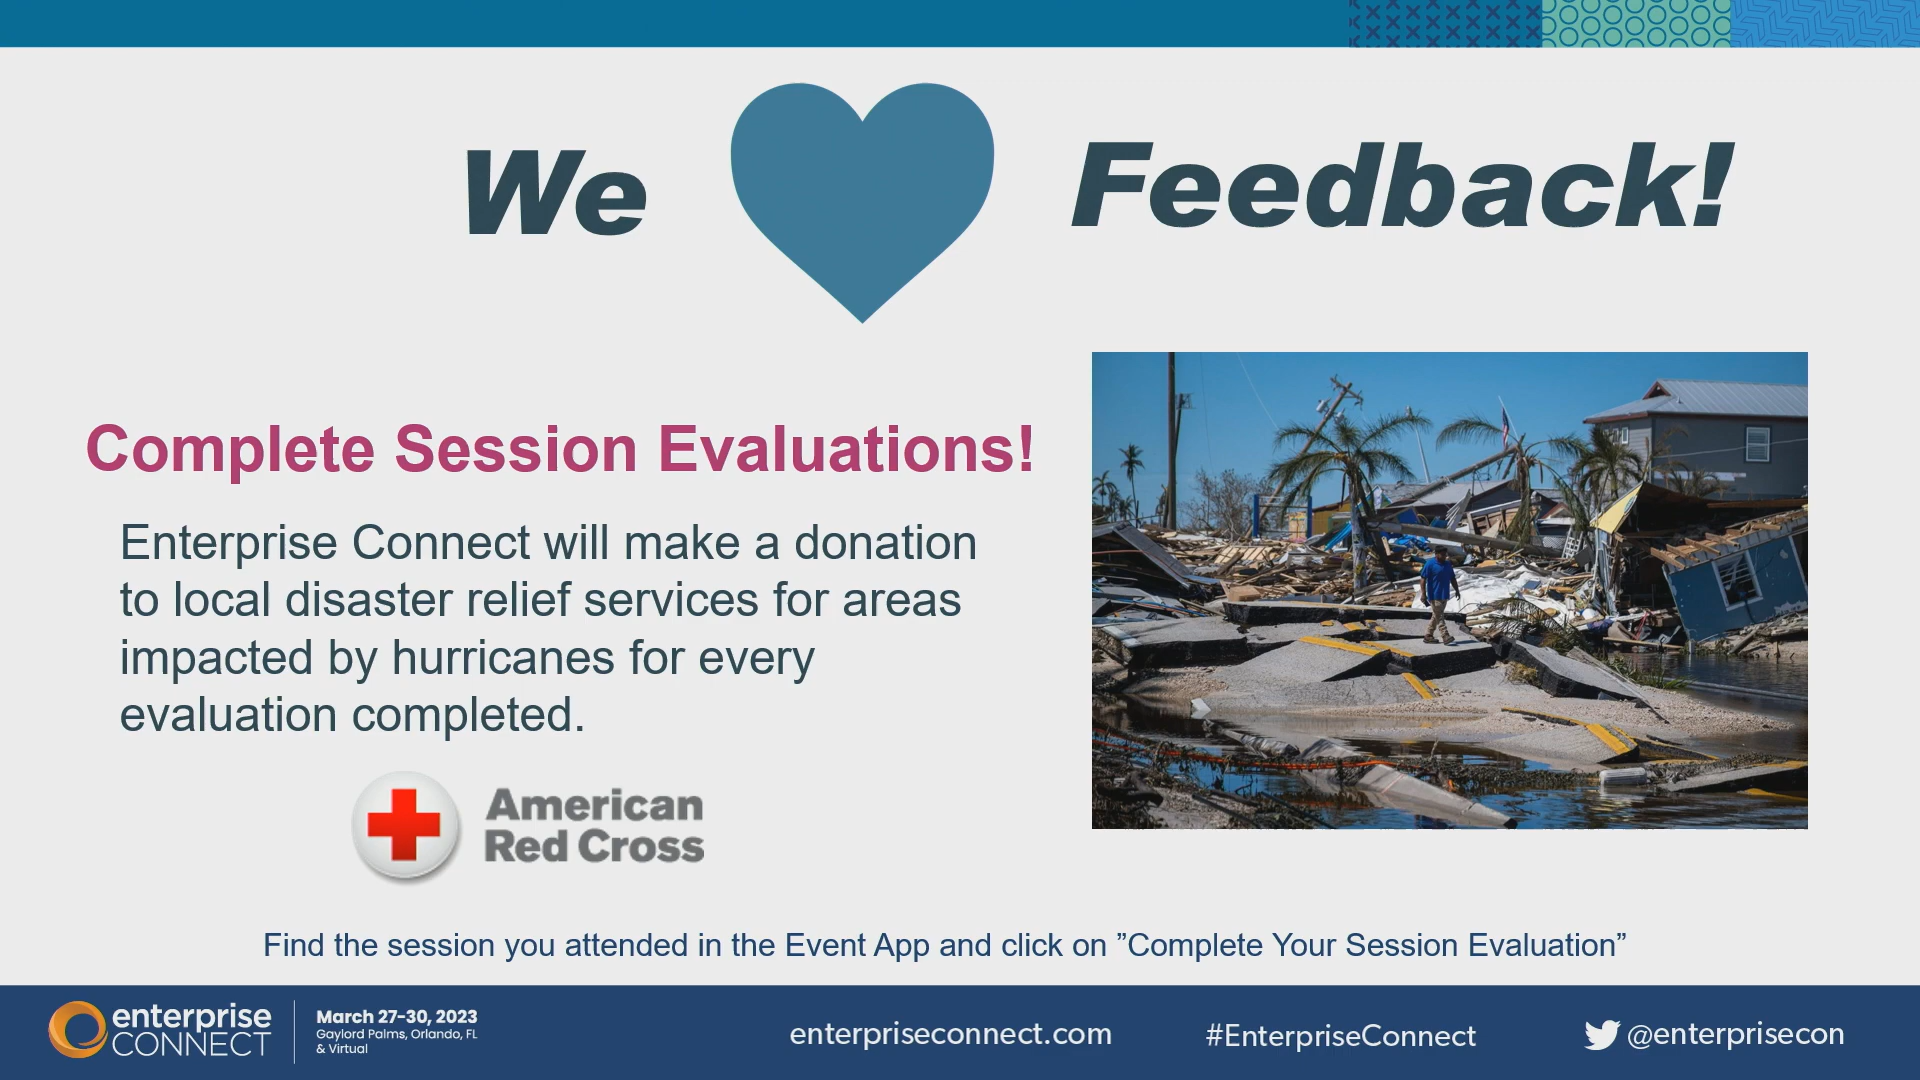 We Feedback!
Complete Session Evaluations!
Enterprise Connect will make a donation
to local disaster relief services for areas
impacted by hurricanes for every
evaluation completed.
American
Red Cross
Find the session you attended in the Event App and click on ”Complete Your Session Evaluation”
enterprise
CONNECT
March 27-30, 2023
Gaylord Palms, Orlando, FL
& Virtual
enterpriseconnect.com
#EnterpriseConnect
@enterprisecon